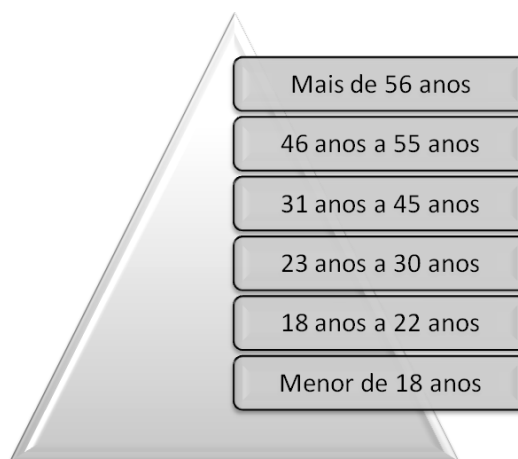 Mais de 56 anos
46 anos a 55 anos
31 anos a 45 anos
23 anos a 30 anos
18 anos a 22 anos
Menor de 18 anos